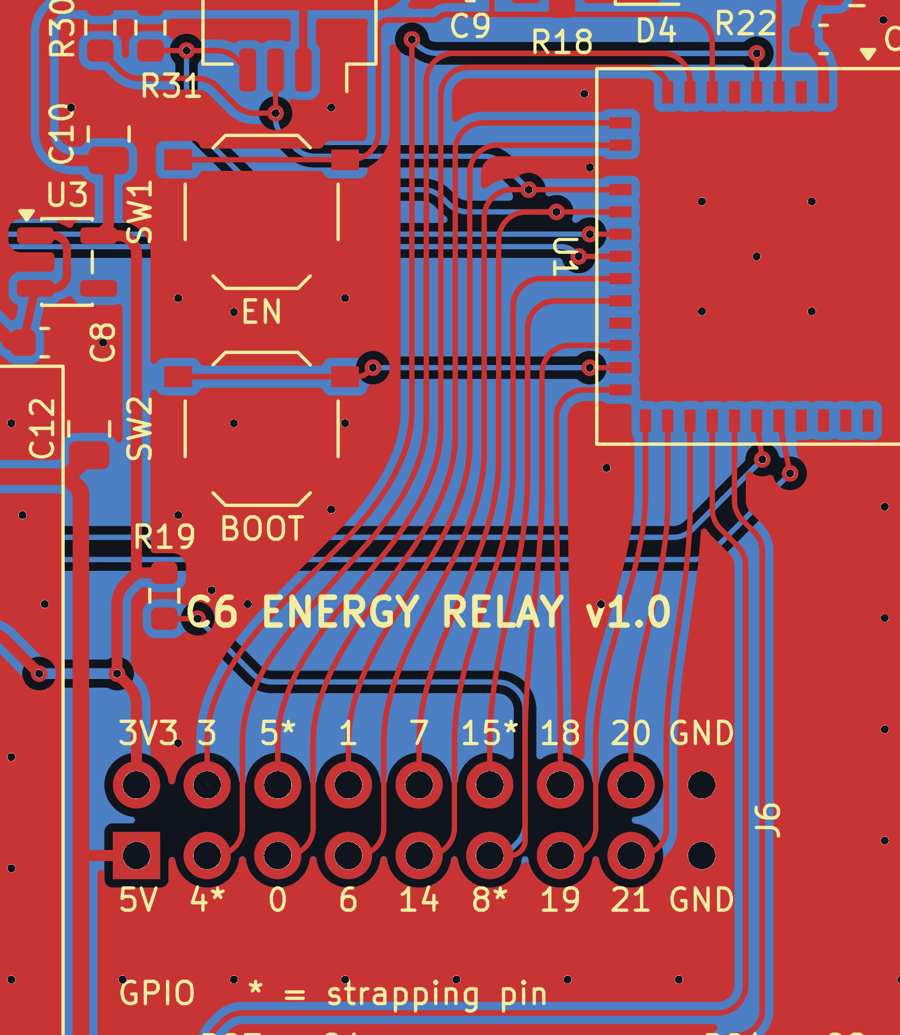 C9
R18
D4
R22
R30
R31
C10
U3
SW1
U1
EN
C8
C12
SW2
BOOT
R19
C6 ENERGY RELAY v1.0
3V3 3 5* 1 7 15* 18 20 GND
J6
5V 4* 0 6 14 8* 19 21 GND
GPIO * = strapping pin